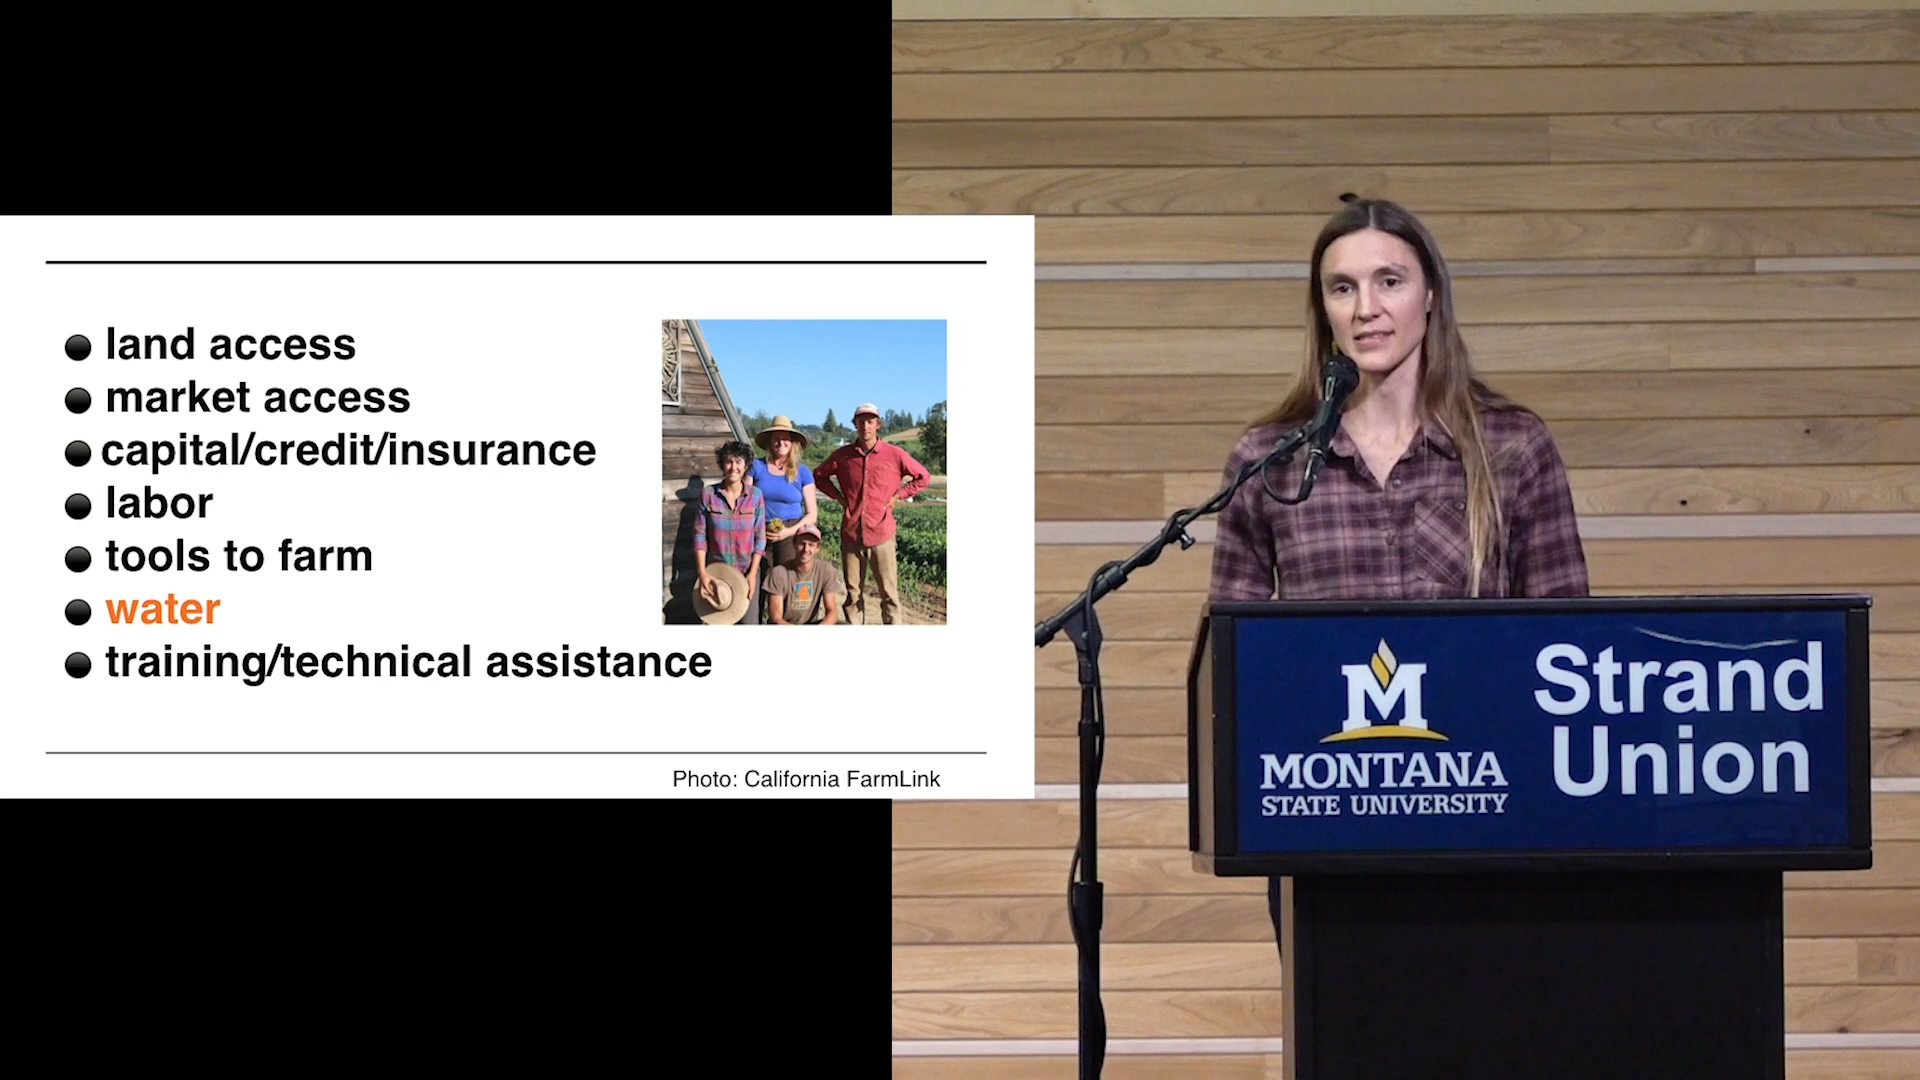 land access
market access
capital/credit/insurance
labor
tools to farm
water
training/technical assistance
Photo: California FarmLink
M
MONTANA
STATE UNIVERSITY
Strand
Union